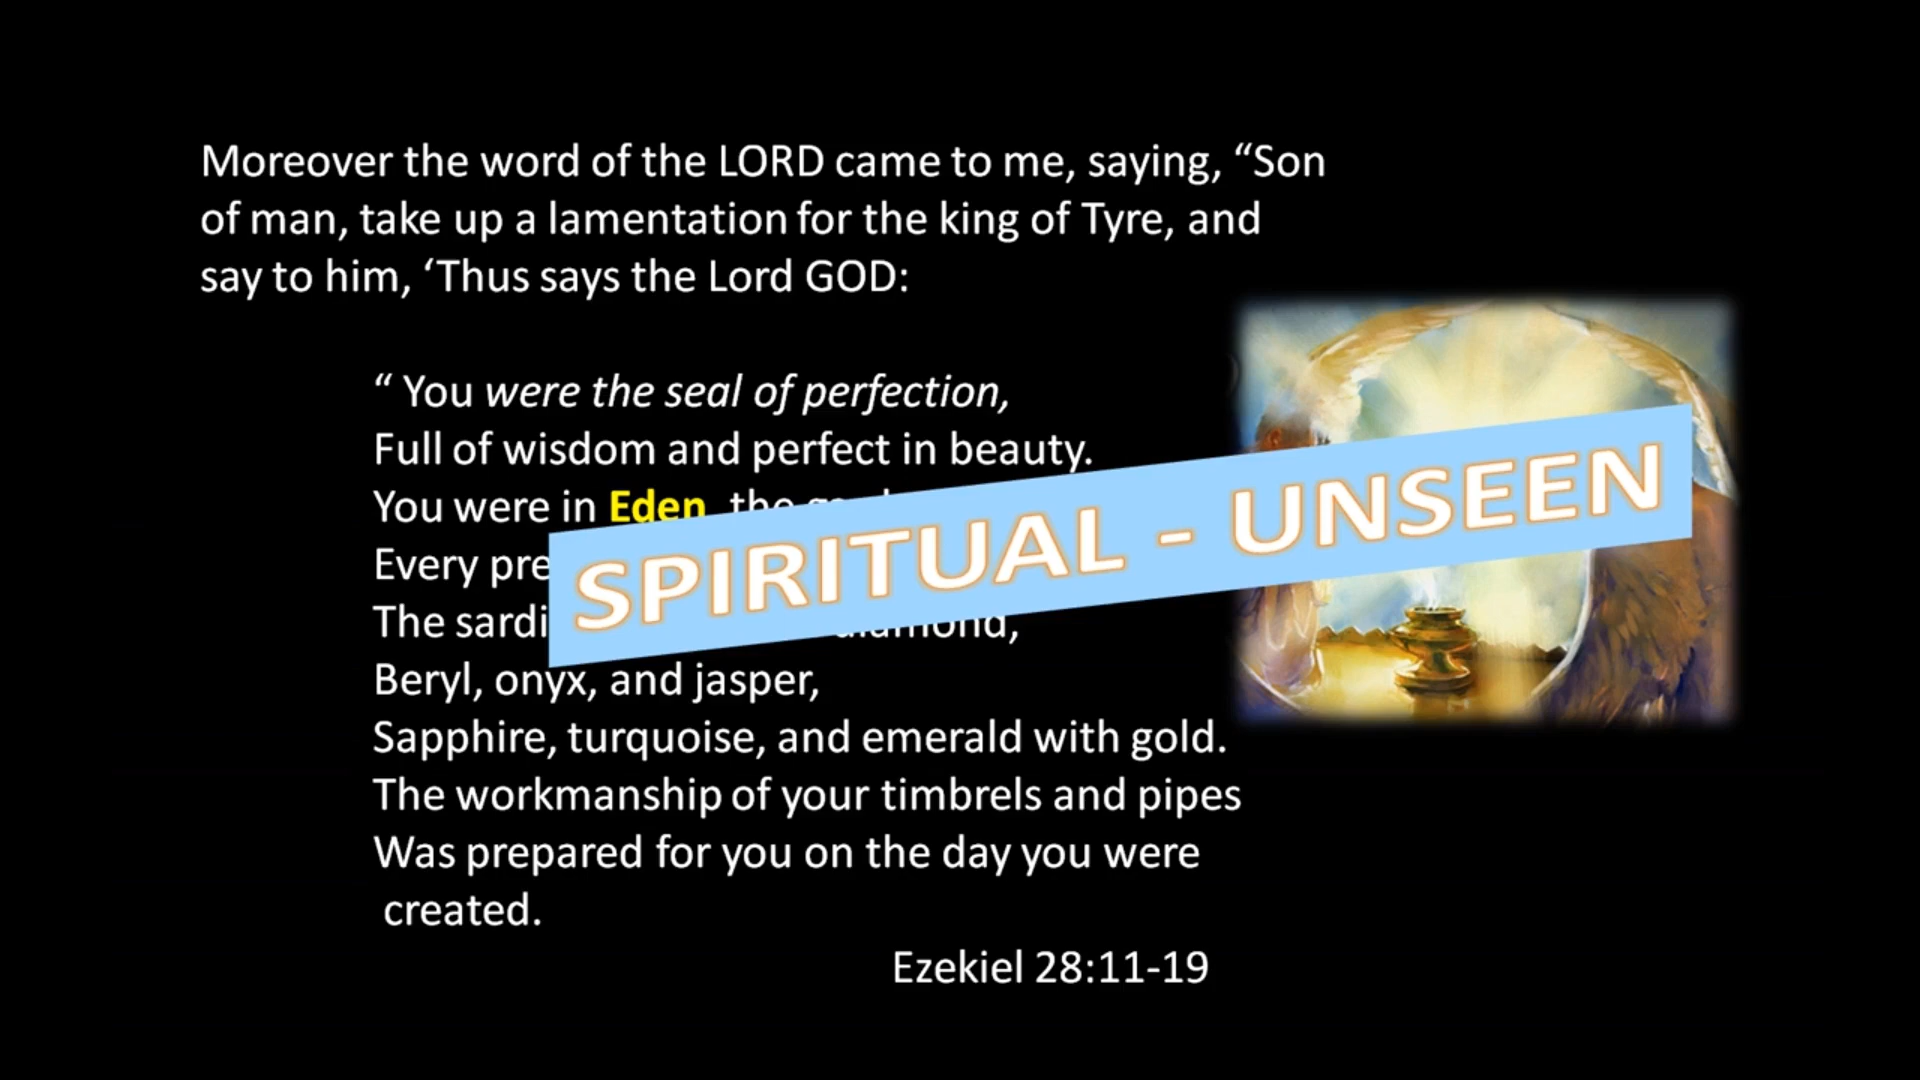 Moreover the word of the LORD came to me, saying, “Son
of man, take up a lamentation for the king of Tyre, and
say to him, ‘Thus says the Lord GOD:
“ You were the seal of perfection,
Full of wisdom and perfect in beauty.
You were in Eden, the
Every
The
SPIRITUAL - UNSEEN
Beryl, onyx, and jasper,
Sapphire, turquoise, and emerald with gold.
The workmanship of your timbrels and pipes
Was prepared for you on the day you were
created.
Ezekiel 28:11-19